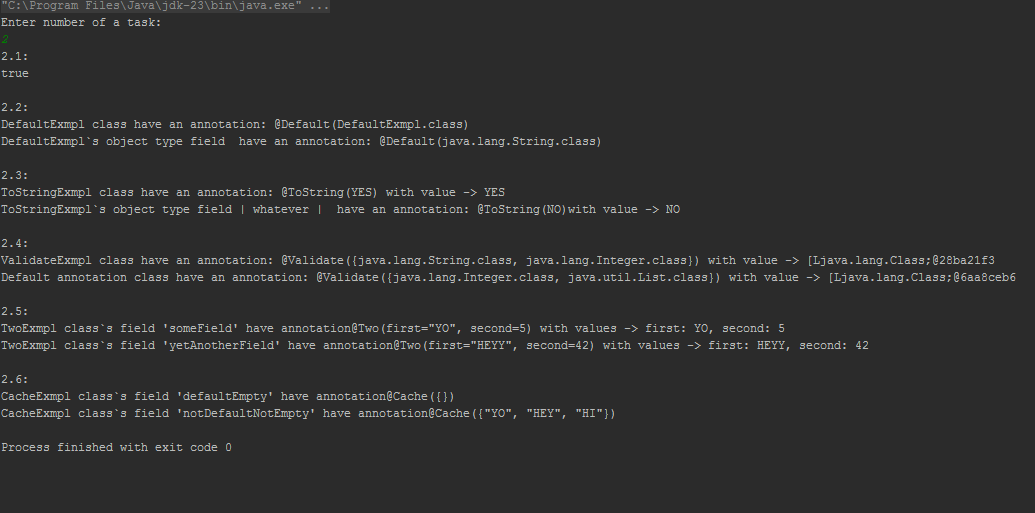 "C:\Program Files\Java\jdk-23\bin\java.exe" ...
Enter number of a task:
2
2.1:
true
2.2:
DefaultExmpl class have an annotation: @Default(DefaultExmpl.class)
DefaultExmpl`s object type field  have an annotation: @Default(java.lang.String.class)
2.3:
ToStringExmpl class have an annotation: @ToString(YES) with value -> YES
ToStringExmpl`s object type field | whatever |  have an annotation: @ToString(NO)with value -> NO
2.4:
ValidateExmpl class have an annotation: @Validate({java.lang.String.class, java.lang.Integer.class}) with value -> [Ljava.lang.Class;@28ba21f3
Default annotation class have an annotation: @Validate({java.lang.Integer.class, java.util.List.class}) with value -> [Ljava.lang.Class;@6aa8ceb6
2.5:
TwoExmpl class`s field 'someField' have annotation@Two(first="YO", second=5) with values -> first: YO, second: 5
TwoExmpl class`s field 'yetAnotherField' have annotation@Two(first="HEYY", second=42) with values -> first: HEYY, second: 42
2.6:
CacheExmpl class`s field 'defaultEmpty' have annotation@Cache({})
CacheExmpl class`s field 'notDefaultNotEmpty' have annotation@Cache({"YO", "HEY", "HI"})
Process finished with exit code 0